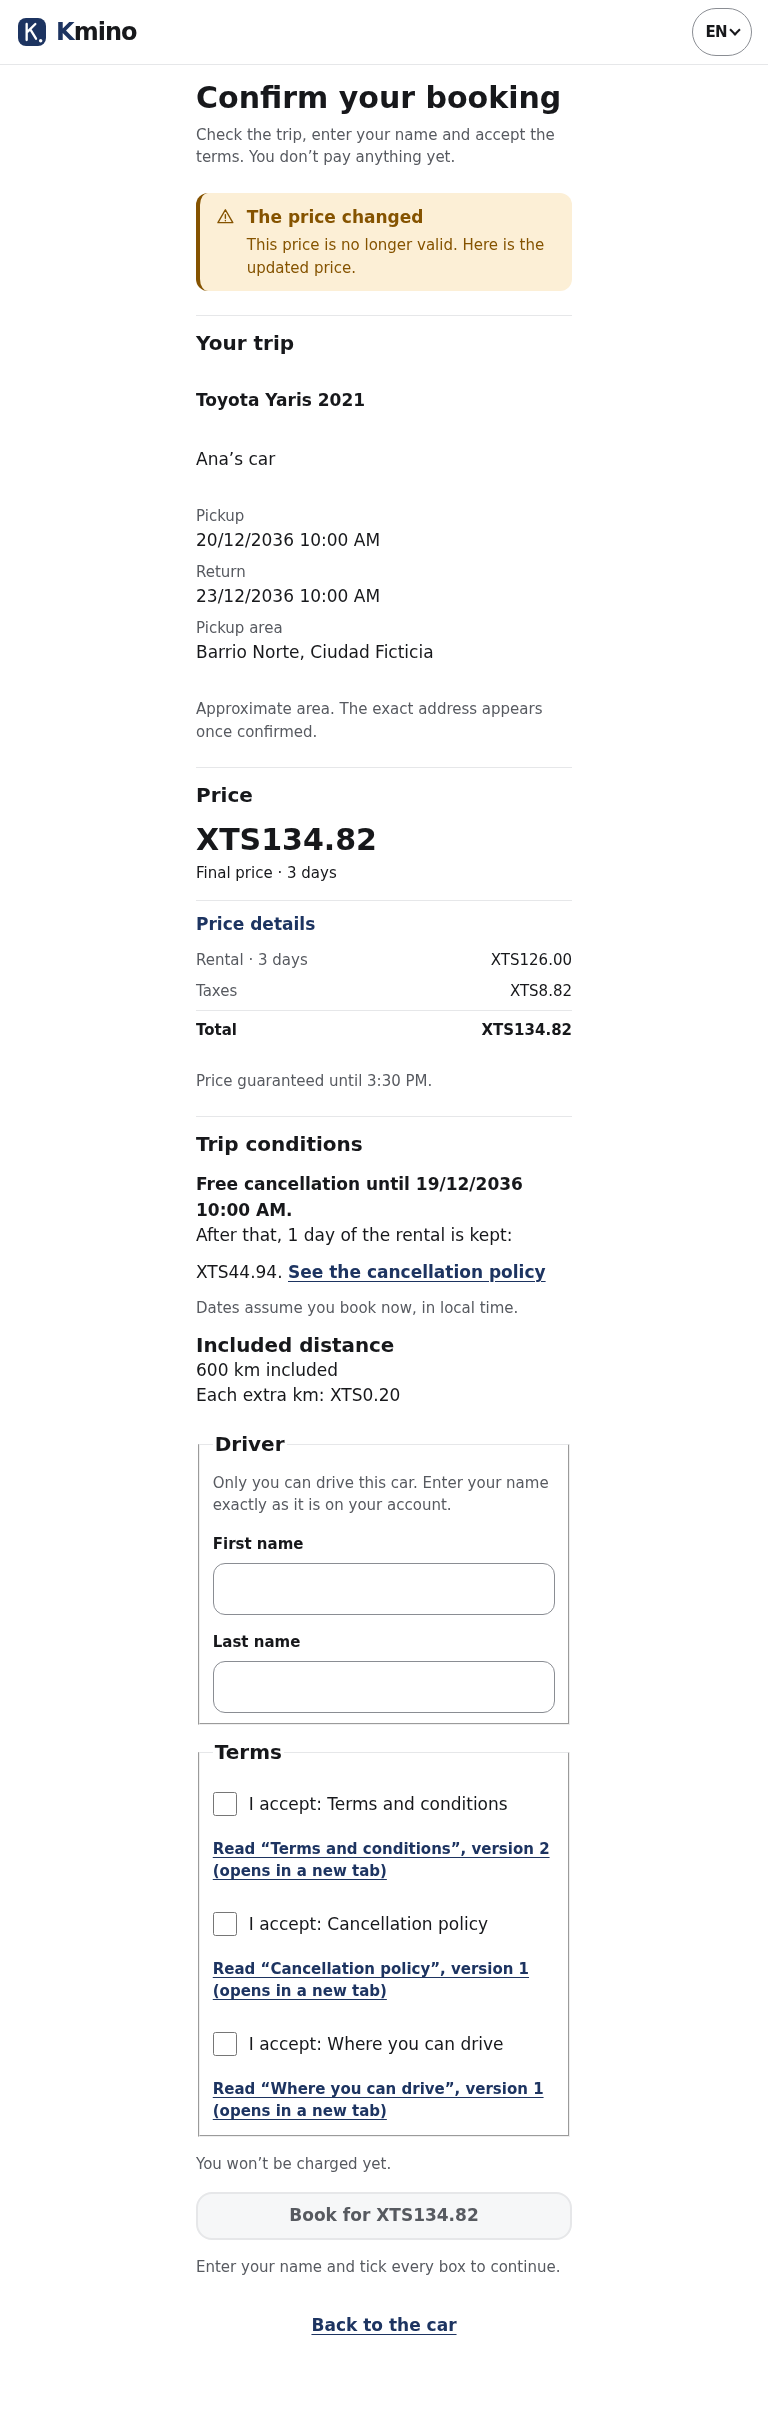 Kmino
EN
Confirm your booking
Check the trip, enter your name and accept the
terms. You don’t pay anything yet.
The price changed
This price is no longer valid. Here is the
updated price.
Your trip
Toyota Yaris 2021
Ana’s car
Pickup
20/12/2036 10:00 AM
Return
23/12/2036 10:00 AM
Pickup area
Barrio Norte, Ciudad Ficticia
Approximate area. The exact address appears
once confirmed.
Price
XTS134.82
Final price · 3 days
Price details
Rental · 3 days XTS126.00
Taxes XTS8.82
Total XTS134.82
Price guaranteed until 3:30 PM.
Trip conditions
Free cancellation until 19/12/2036
10:00 AM.
After that, 1 day of the rental is kept:
XTS44.94. See the cancellation policy
Dates assume you book now, in local time.
Included distance
600 km included
Each extra km: XTS0.20
Driver
Only you can drive this car. Enter your name
exactly as it is on your account.
First name
Last name
Terms
I accept: Terms and conditions
Read “Terms and conditions”, version 2
(opens in a new tab)
I accept: Cancellation policy
Read “Cancellation policy”, version 1
(opens in a new tab)
I accept: Where you can drive
Read “Where you can drive”, version 1
(opens in a new tab)
You won’t be charged yet.
Book for XTS134.82
Enter your name and tick every box to continue.
Back to the car